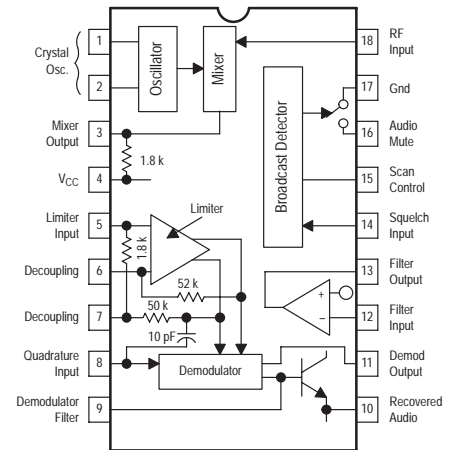 Crystal
Osc.
1
2
Oscillator
Mixer
18
RF
Input
17
Gnd
Mixer
Output
3
1.8 k
16
Audio
Mute
VCC
4
Broadcast Detector
15
Scan
Control
Limiter
Input
5
Limiter
1.8 k
14
Squelch
Input
Decoupling
6
52 k
13
Filter
Output
+
–
Decoupling
7
50 k
12
Filter
Input
10 pF
Quadrature
Input
8
Demodulator
11
Demod
Output
Demodulator
Filter
9
10
Recovered
Audio